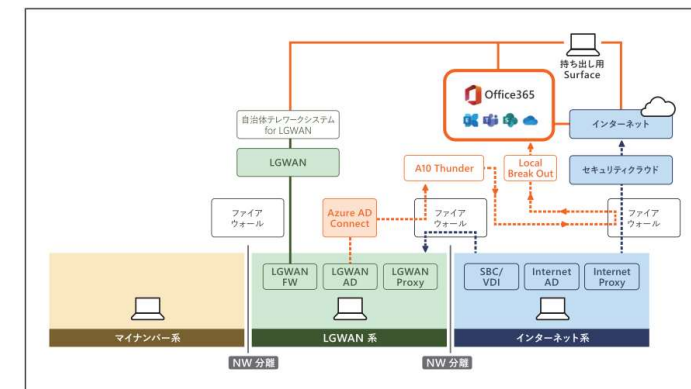 持ち出し用
Surface
Office365
自治体テレワークシステム
for LGWAN
インターネット
LGWAN
A10 Thunder
Local
Break Out
セキュリティクラウド
ファイア
ウォール
Azure AD
Connect
ファイア
ウォール
ファイア
ウォール
LGWAN
FW
LGWAN
AD
LGWAN
Proxy
SBC/
VDI
Internet
AD
Internet
Proxy
マイナンバー系
LGWAN 系
インターネット系
NW 分離
NW 分離